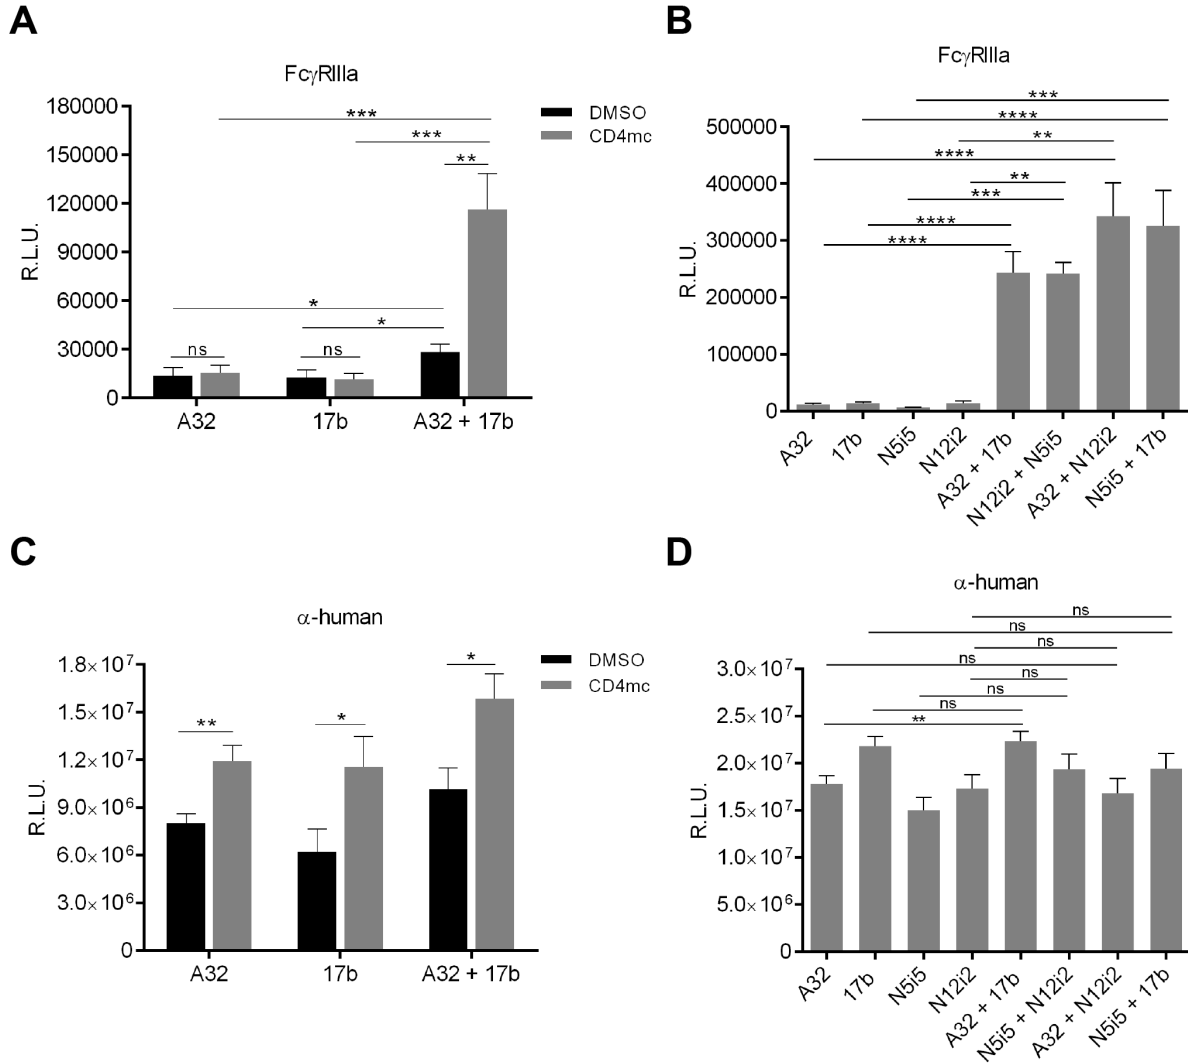 A
FcγRIIIa
R.L.U.
180000
150000
120000
90000
60000
30000
0
***
***
**
*
*
ns
ns
DMSO
CD4mc
A32
17b
A32 + 17b
B
FcγRIIIa
R.L.U.
500000
400000
300000
200000
100000
0
***
****
**
****
**
***
****
****
A32
17b
N5i5
N12i2
A32 + 17b
N12i2 + N5i5
A32 + N12i2
N5i5 + 17b
C
α-human
R.L.U.
1.8×10⁷
1.5×10⁷
1.2×10⁷
9.0×10⁶
6.0×10⁶
3.0×10⁶
0
**
*
*
DMSO
CD4mc
A32
17b
A32 + 17b
D
α-human
R.L.U.
3.0×10⁷
2.5×10⁷
2.0×10⁷
1.5×10⁷
1.0×10⁷
5.0×10⁶
0
ns
ns
ns
ns
ns
ns
ns
**
A32
17b
N5i5
N12i2
A32 + 17b
N5i5 + N12i2
A32 + N12i2
N5i5 + 17b